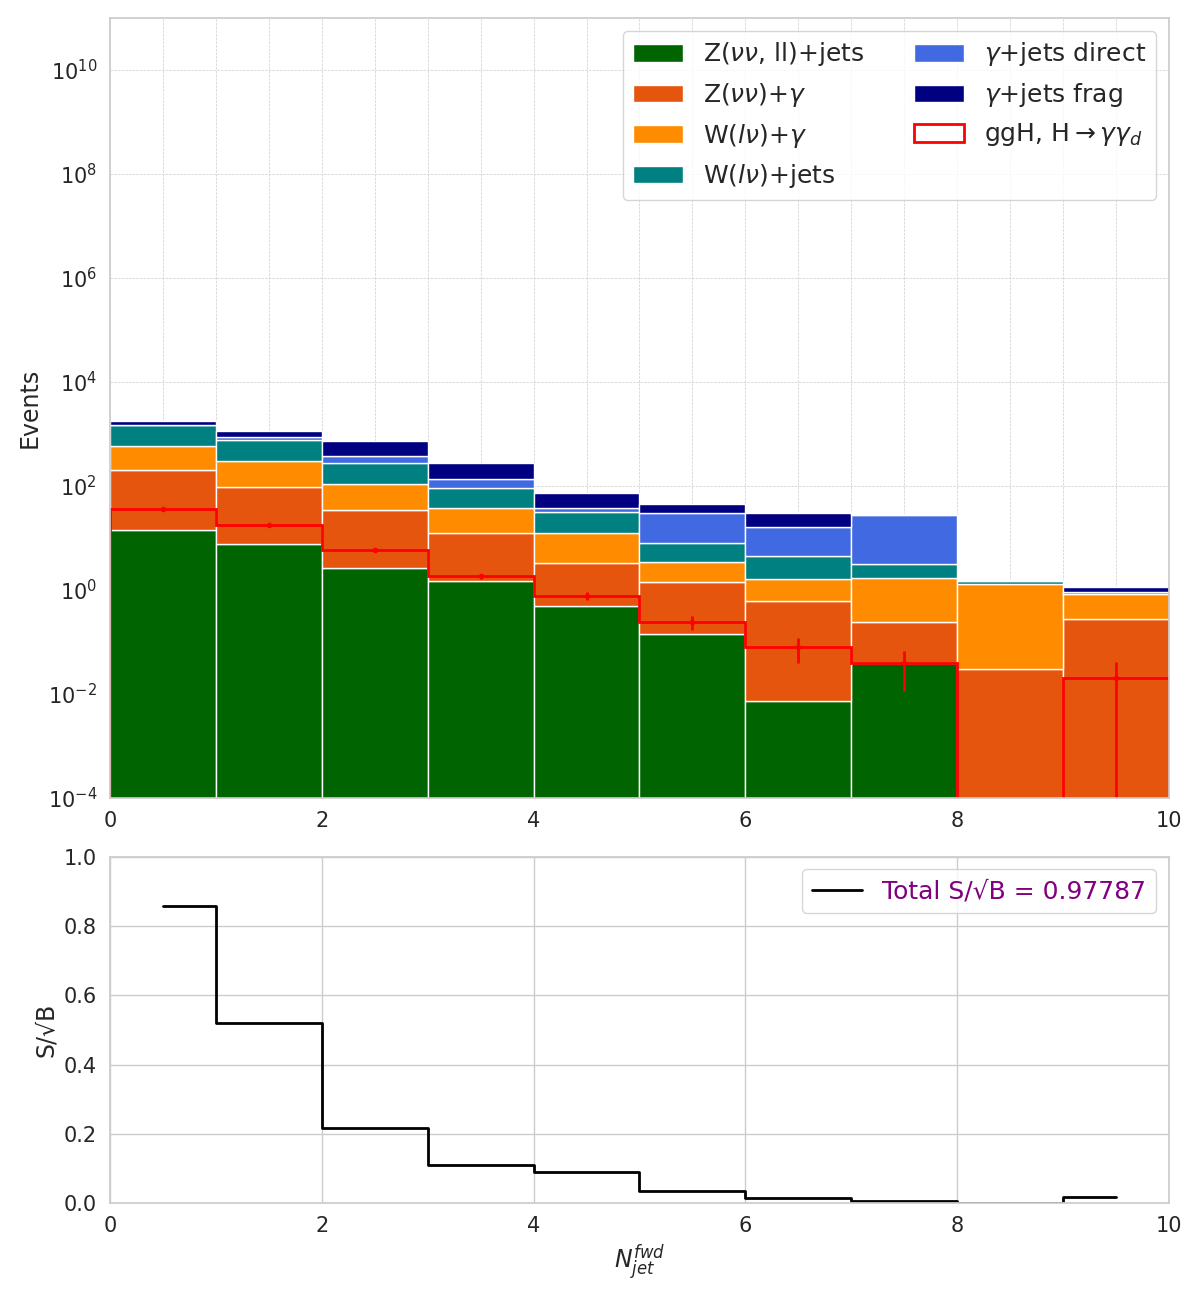 Z(νν, ll)+jets
Z(νν)+γ
W(lν)+γ
W(lν)+jets
γ+jets direct
γ+jets frag
ggH, H→γγ_d
Events
10^10
10^8
10^6
10^4
10^2
10^0
10^−2
10^−4
0 2 4 6 8 10
Total S/√B = 0.97787
S/√B
1.0
0.8
0.6
0.4
0.2
0.0
0 2 4 6 8 10
N_jet^fwd